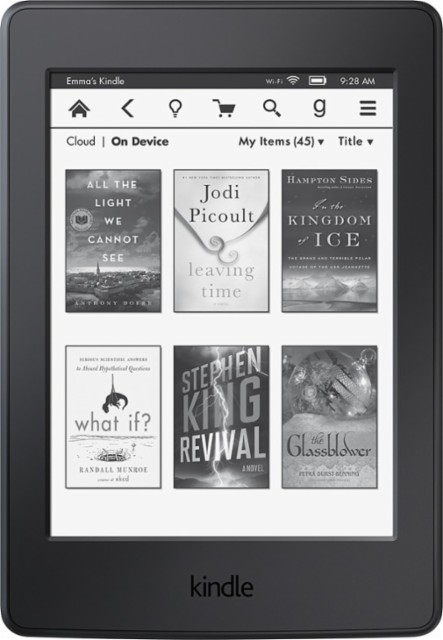 Emma's Kindle Wi-Fi 9:28 AM
g
Cloud | On Device My Items (45) ▾ Title ▾
ALL THE
LIGHT
WE
CANNOT
SEE
ANTHONY DOERR
Jodi
Picoult
leaving
time
A NOVEL
HAMPTON SIDES
In the
KINGDOM
of ICE
THE GRAND AND TERRIBLE POLAR
VOYAGE OF THE USS JEANNETTE
SERIOUS SCIENTIFIC ANSWERS
to Absurd Hypothetical Questions
what if?
RANDALL MUNROE
creator of xkcd
STEPHEN
KING
REVIVAL
A NOVEL
the
Glassblower
PETRA DURST-BENNING
kindle